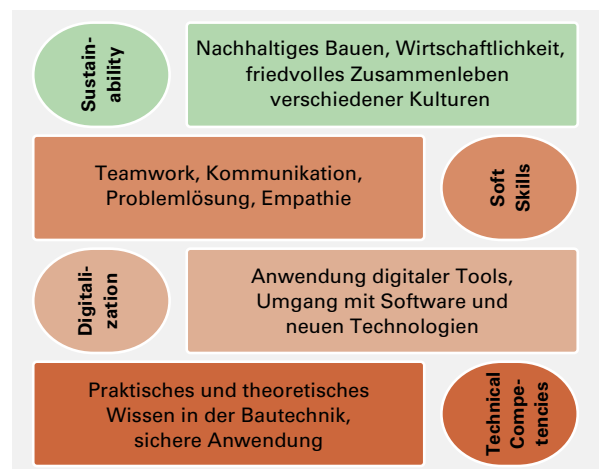 Sustain-
ability
Nachhaltiges Bauen, Wirtschaftlichkeit,
friedvolles Zusammenleben
verschiedener Kulturen
Teamwork, Kommunikation,
Problemlösung, Empathie
Soft
Skills
Digitali-
zation
Anwendung digitaler Tools,
Umgang mit Software und
neuen Technologien
Praktisches und theoretisches
Wissen in der Bautechnik,
sichere Anwendung
Technical
Compe-
tencies